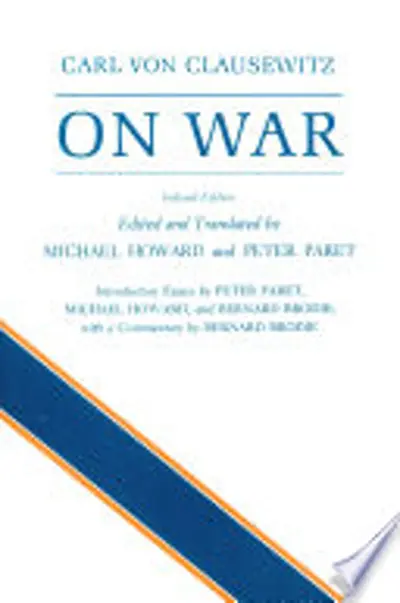 CARL VON CLAUSEWITZ
ON WAR
Indexed Edition
Edited and Translated by
MICHAEL HOWARD and PETER PARET
Introductory Essays by PETER PARET,
MICHAEL HOWARD, and BERNARD BRODIE;
with a Commentary by BERNARD BRODIE